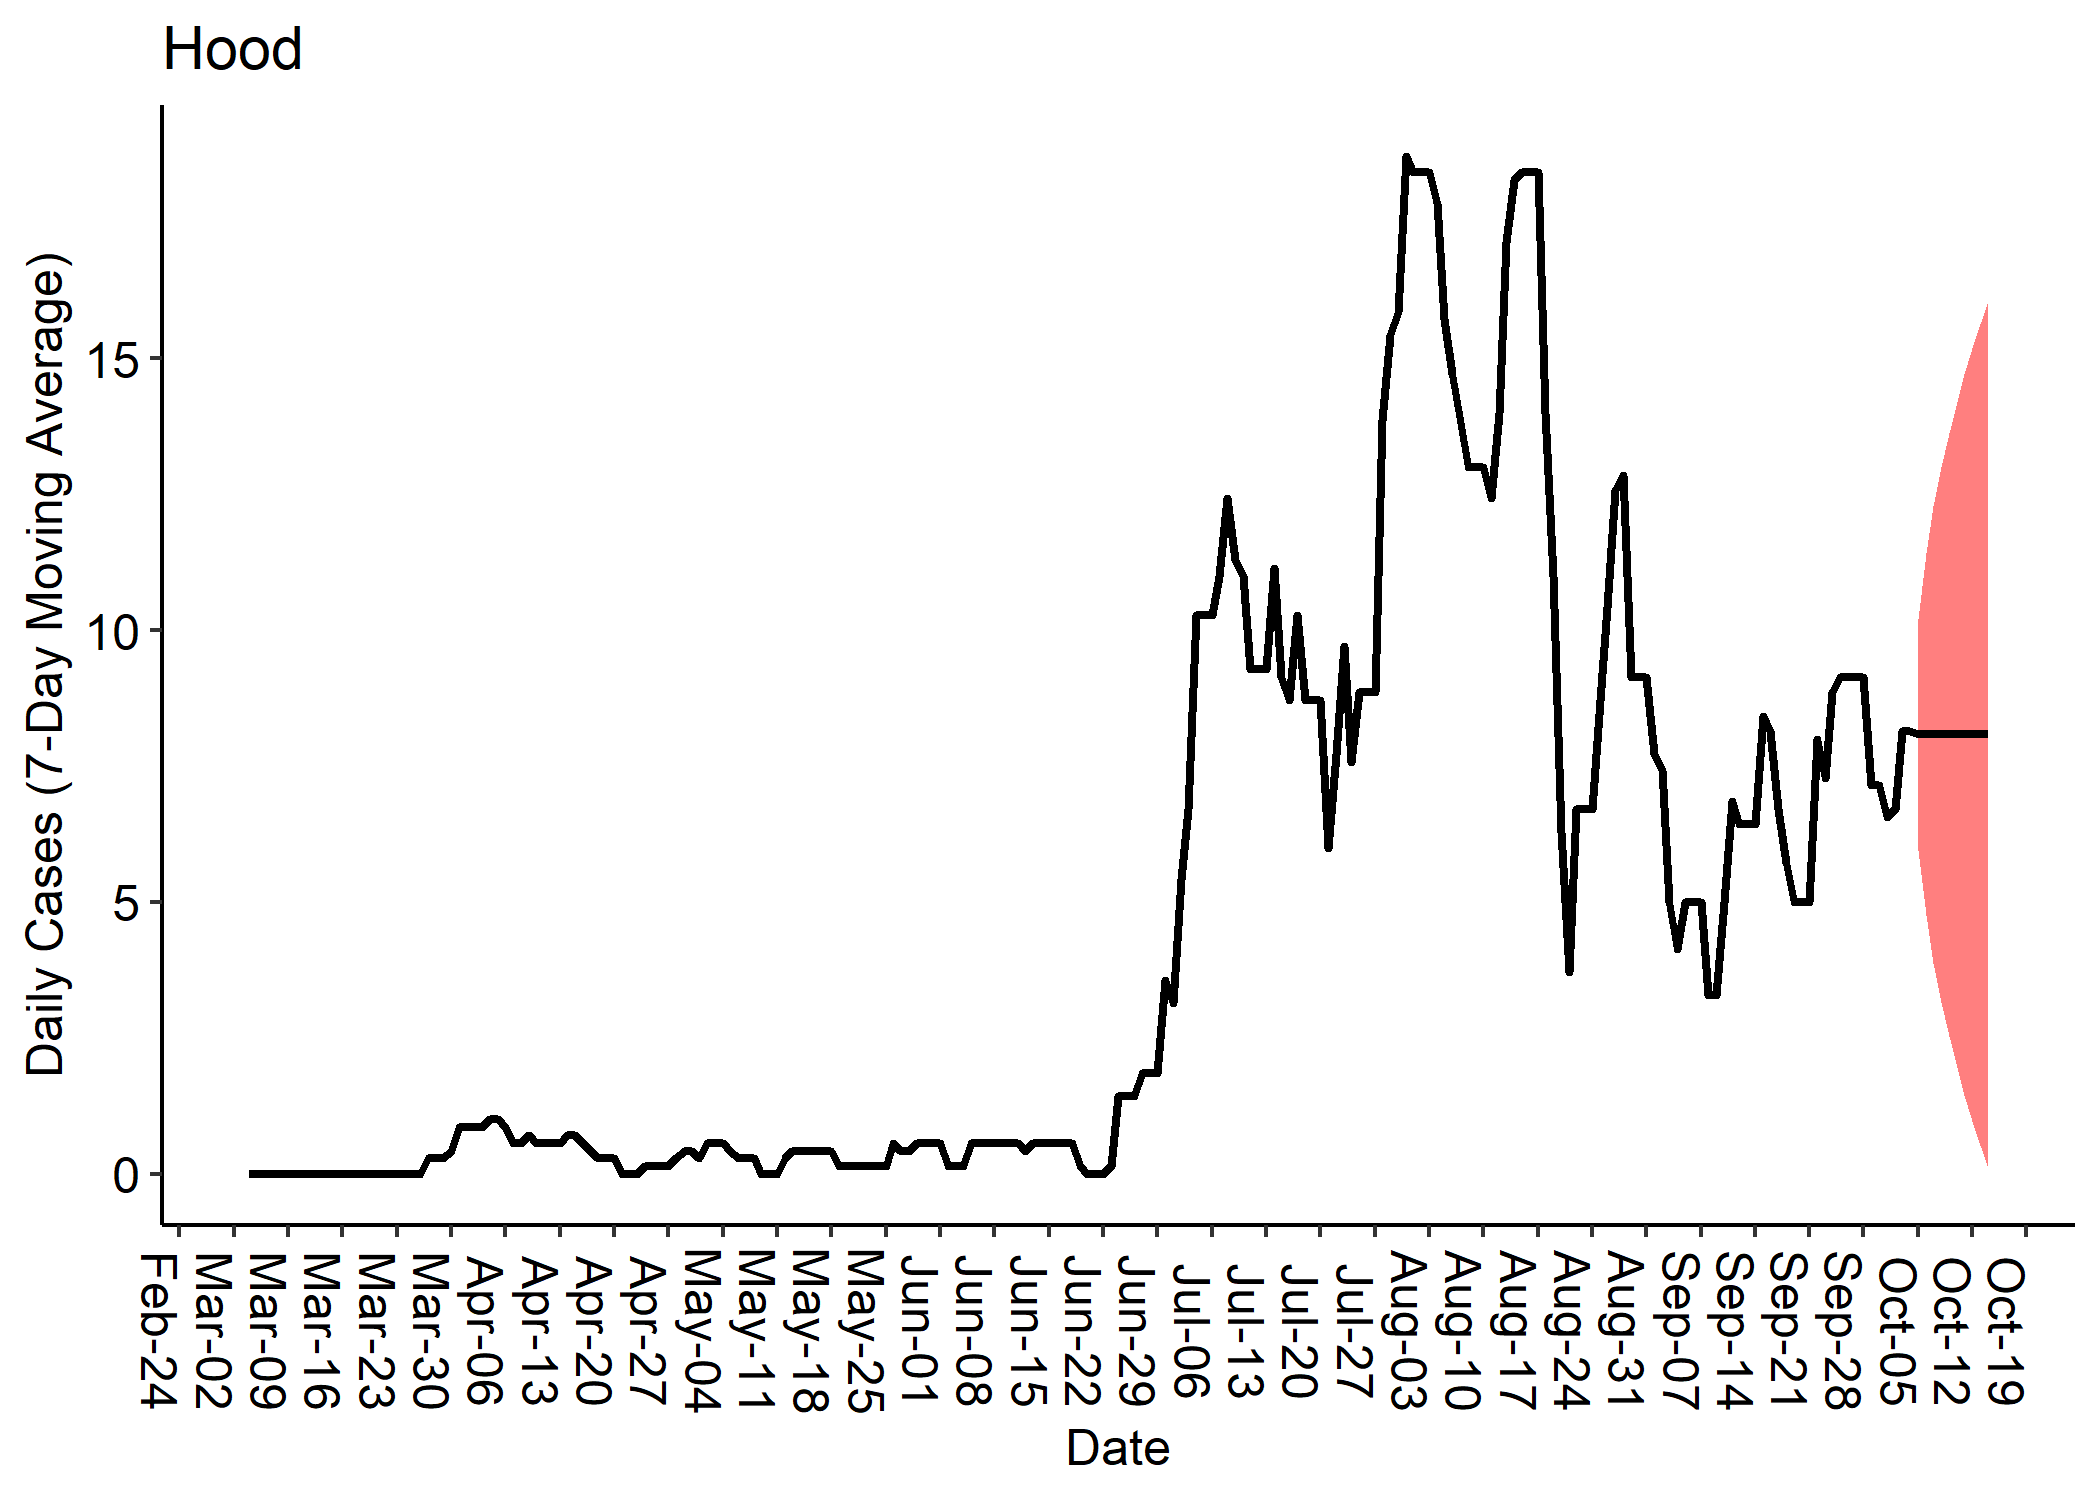 Hood
Daily Cases (7-Day Moving Average)
15
10
5
0
Feb-24
Mar-02
Mar-09
Mar-16
Mar-23
Mar-30
Apr-06
Apr-13
Apr-20
Apr-27
May-04
May-11
May-18
May-25
Jun-01
Jun-08
Jun-15
Jun-22
Jun-29
Jul-06
Jul-13
Jul-20
Jul-27
Aug-03
Aug-10
Aug-17
Aug-24
Aug-31
Sep-07
Sep-14
Sep-21
Sep-28
Oct-05
Oct-12
Oct-19
Date